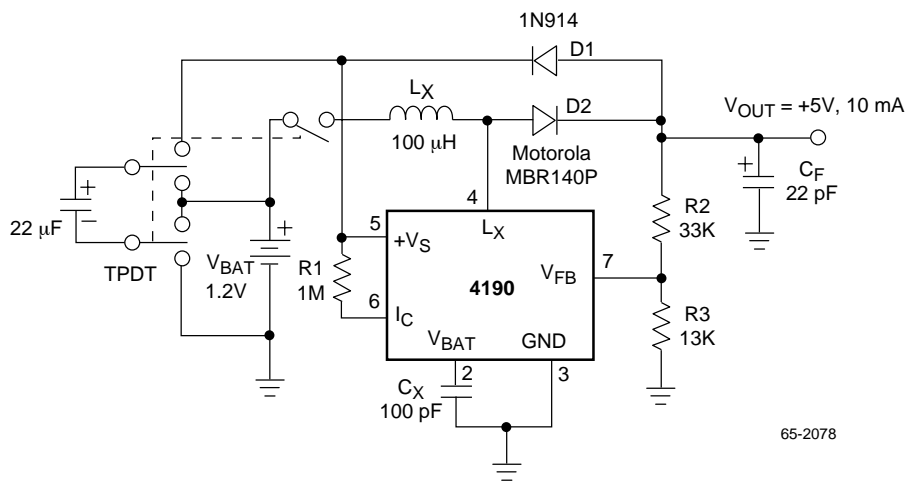 1N914
D1
LX
100 µH
D2
Motorola
MBR140P
VOUT = +5V, 10 mA
+
CF
22 pF
+
–
22 µF
TPDT
+
VBAT
1.2V
R1
1M
5
+VS
4
LX
6
IC
4190
VFB
7
VBAT
2
GND
3
CX
100 pF
R2
33K
R3
13K
65-2078